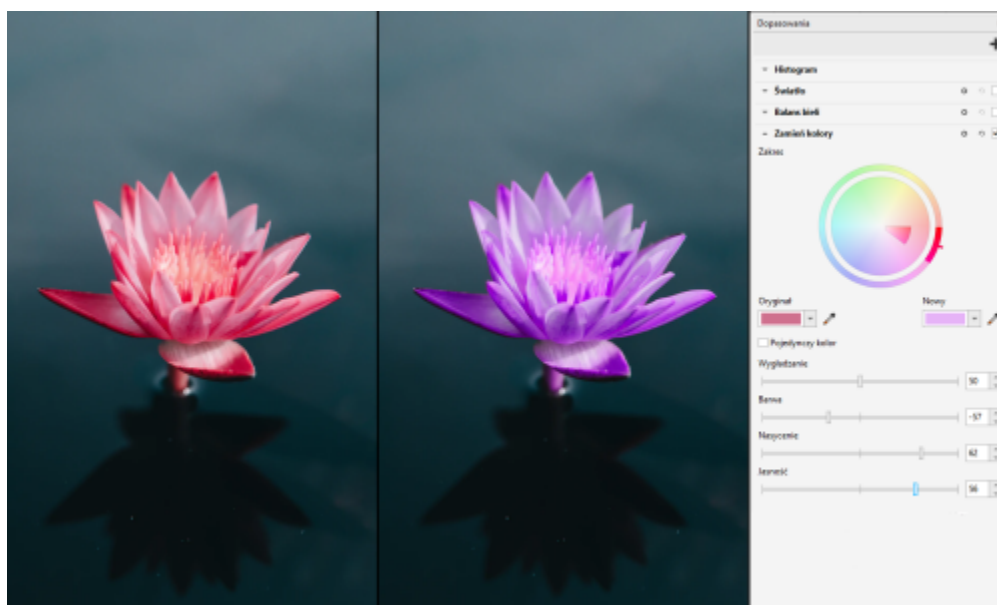 Dopasowania
Histogram
Światło
Balans bieli
Zamień kolory
Zakres
Oryginał Nowy
Pojedynczy kolor
Wygładzanie
50
Barwa
-57
Nasycenie
62
Jasność
56